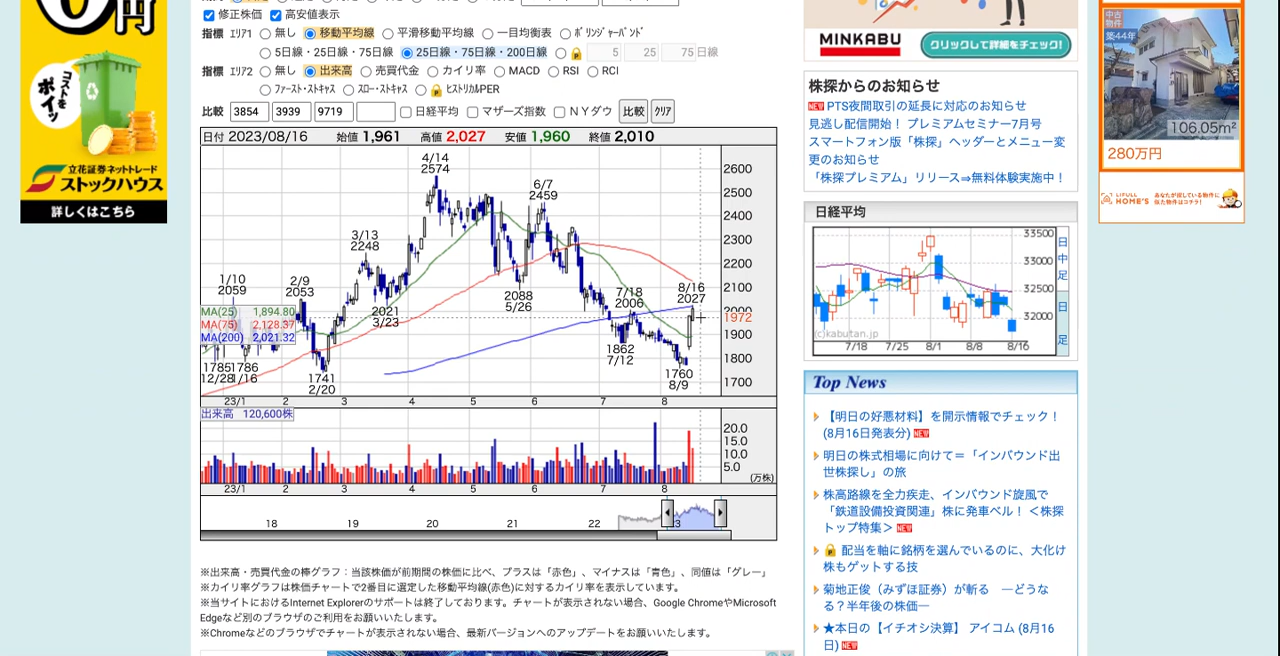 0円
コストを
ポイッ
立花証券ネットトレード
ストックハウス
詳しくはこちら
修正株価 高安値表示
指標 ｴﾘｱ1 無し 移動平均線 平滑移動平均線 一目均衡表 ﾎﾞﾘﾝｼﾞｬｰﾊﾞﾝﾄﾞ
5日線・25日線・75日線 25日線・75日線・200日線 5 25 75 日線
指標 ｴﾘｱ2 無し 出来高 売買代金 カイリ率 MACD RSI RCI
ﾌｧｰｽﾄ・ｽﾄｷｬｽ ｽﾛｰ・ｽﾄｷｬｽ ﾋｽﾄﾘｶﾙPER
比較 3854 3939 9719 日経平均 マザーズ指数 ＮＹダウ 比較 ｸﾘｱ
日付 2023/08/16 始値 1,961 高値 2,027 安値 1,960 終値 2,010
4/14
2574
6/7
2459
3/13
2248
1/10
2059
2/9
2053
2021
3/23
2088
5/26
7/18
2006
8/16
2027
MA(25) 1,894.80
MA(75) 2,128.37
MA(200) 2,021.32
1785 1786
12/28 1/16
1741
2/20
1862
7/12
1760
8/9
2600
2500
2400
2300
2200
2100
2000
1972
1900
1800
1700
23/1 2 3 4 5 6 7 8
出来高 120,600株
20.0
15.0
10.0
5.0
(万株)
23/1 2 3 4 5 6 7 8
18 19 20 21 22 23
※出来高・売買代金の棒グラフ：当該株価が前期間の株価に比べ、プラスは「赤色」、マイナスは「青色」、同値は「グレー」
※カイリ率グラフは株価チャートで2番目に選定した移動平均線(赤色)に対するカイリ率を表示しています。
※当サイトにおけるInternet Explorerのサポートは終了しております。チャートが表示されない場合、Google ChromeやMicrosoft
Edgeなど別のブラウザのご利用をお願いいたします。
※Chromeなどのブラウザでチャートが表示されない場合、最新バージョンへのアップデートをお願いいたします。
MINKABU クリックして詳細をチェック!
株探からのお知らせ
NEW PTS夜間取引の延長に対応のお知らせ
見逃し配信開始！ プレミアムセミナー7月号
スマートフォン版「株探」ヘッダーとメニュー変
更のお知らせ
「株探プレミアム」リリース⇒無料体験実施中！
日経平均
33500
33000
32500
32000
(c)kabutan.jp
7/18 7/25 8/1 8/8 8/16
日
中
足
日
足
Top News
【明日の好悪材料】を開示情報でチェック！
(8月16日発表分) NEW
明日の株式相場に向けて＝「インバウンド出
世株探し」の旅
株高路線を全力疾走、インバウンド旋風で
「鉄道設備投資関連」株に発車ベル！ ＜株探
トップ特集＞ NEW
配当を軸に銘柄を選んでいるのに、大化け
株もゲットする技
菊地正俊（みずほ証券）が斬る ―どうな
る？半年後の株価―
★本日の【イチオシ決算】 アイコム (8月16
日) NEW
中古
物件
築44年
106.05m²
280万円
LIFULL
HOME'S
あなたが探している物件に
似た物件はコチラ!